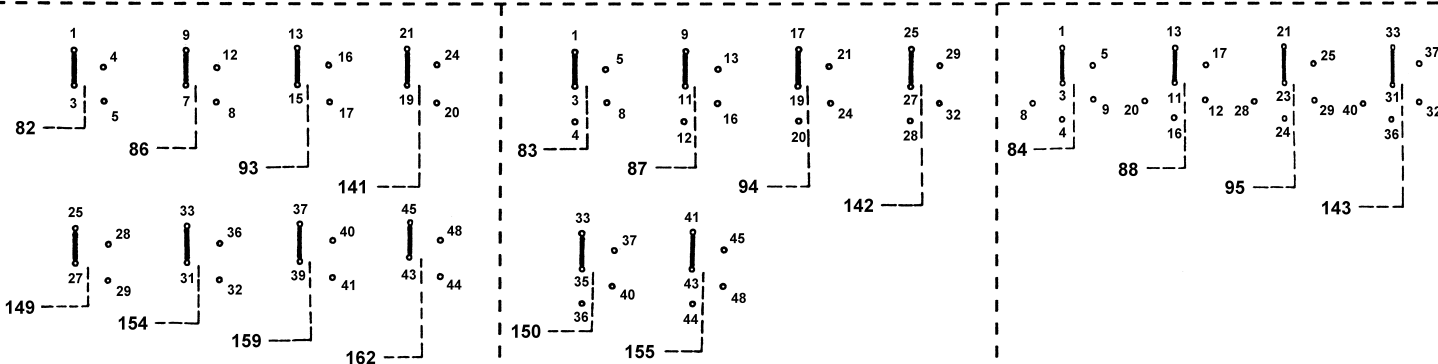 1 9 13 21
4 12 16 24
3 7 15 19
5 8 17 20
82 86 93 141
25 33 37 45
28 36 40 48
27 31 39 43
29 32 41 44
149 154 159 162
1 9 17 25
5 13 21 29
3 11 19 27
8 16 24 32
4 12 20 28
83 87 94 142
33 41
37 45
35 43
40 48
36 44
150 155
1 13 21 33
5 17 25 37
3 11 23 31
8 9 20 12 28 29 40 32
4 16 24 36
84 88 95 143